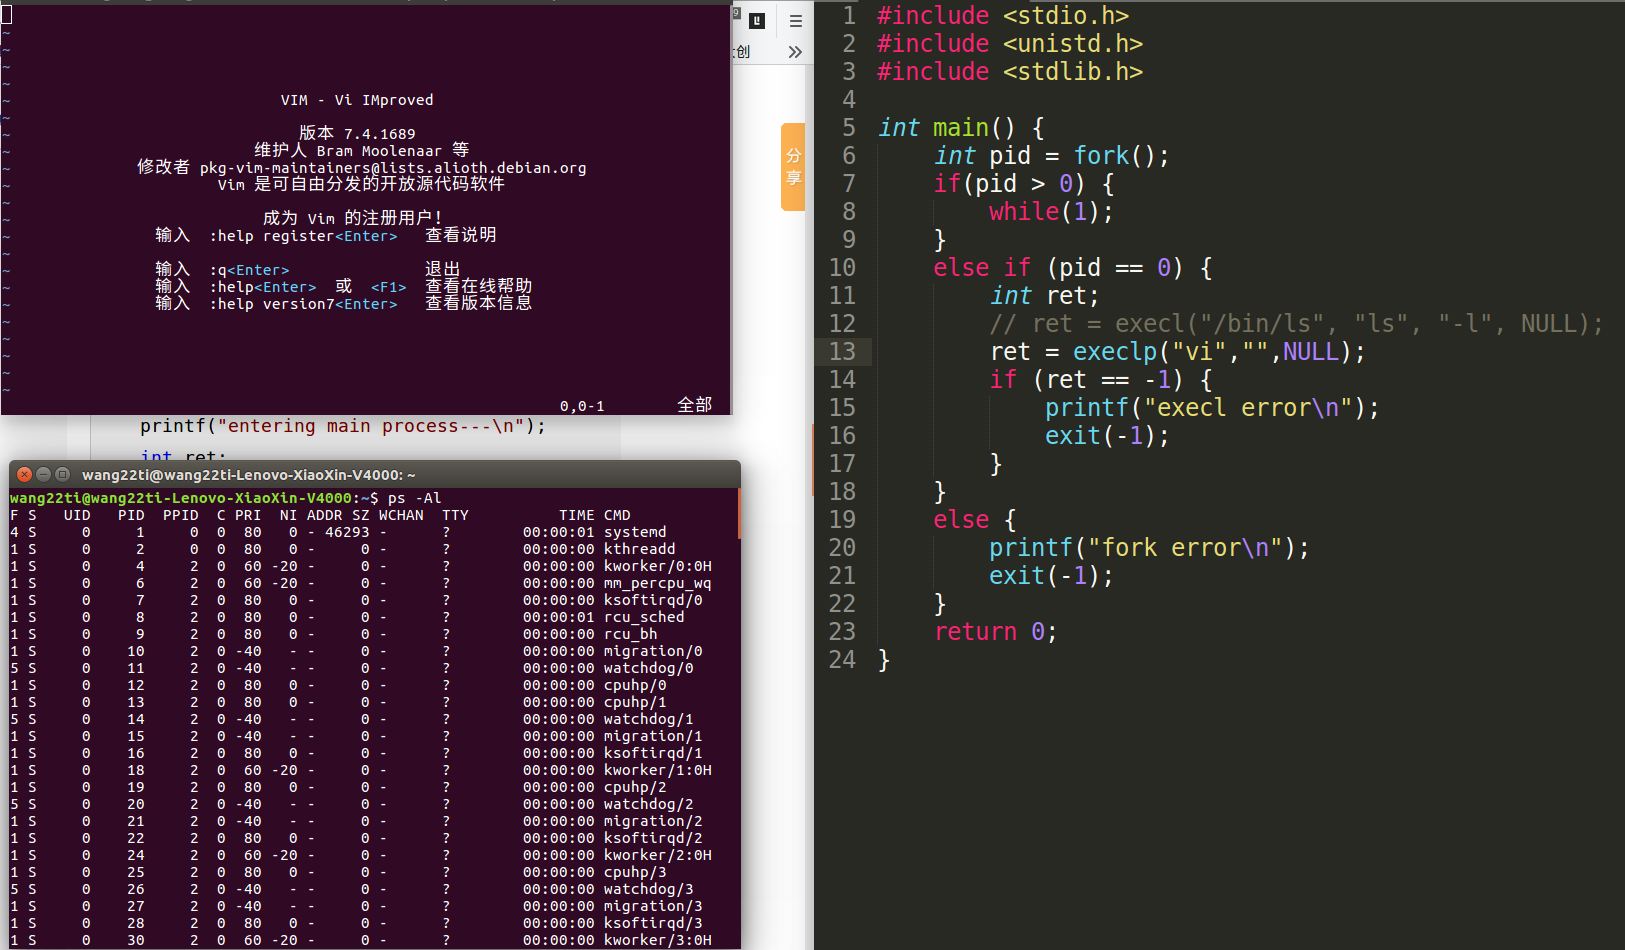 VIM - Vi IMproved
版本 7.4.1689
维护人 Bram Moolenaar 等
修改者 pkg-vim-maintainers@lists.alioth.debian.org
Vim 是可自由分发的开放源代码软件
成为 Vim 的注册用户!
输入 :help register<Enter> 查看说明
输入 :q<Enter> 退出
输入 :help<Enter> 或 <F1> 查看在线帮助
输入 :help version7<Enter> 查看版本信息
0,0-1 全部
创
分
享
printf("entering main process---\n");
int ret;
wang22ti@wang22ti-Lenovo-XiaoXin-V4000: ~
wang22ti@wang22ti-Lenovo-XiaoXin-V4000:~$ ps -Al
F S UID PID PPID C PRI NI ADDR SZ WCHAN TTY TIME CMD
4 S 0 1 0 0 80 0 - 46293 - ? 00:00:01 systemd
1 S 0 2 0 0 80 0 - 0 - ? 00:00:00 kthreadd
1 S 0 4 2 0 60 -20 - 0 - ? 00:00:00 kworker/0:0H
1 S 0 6 2 0 60 -20 - 0 - ? 00:00:00 mm_percpu_wq
1 S 0 7 2 0 80 0 - 0 - ? 00:00:00 ksoftirqd/0
1 S 0 8 2 0 80 0 - 0 - ? 00:00:01 rcu_sched
1 S 0 9 2 0 80 0 - 0 - ? 00:00:00 rcu_bh
1 S 0 10 2 0 -40 - - 0 - ? 00:00:00 migration/0
5 S 0 11 2 0 -40 - - 0 - ? 00:00:00 watchdog/0
1 S 0 12 2 0 80 0 - 0 - ? 00:00:00 cpuhp/0
1 S 0 13 2 0 80 0 - 0 - ? 00:00:00 cpuhp/1
5 S 0 14 2 0 -40 - - 0 - ? 00:00:00 watchdog/1
1 S 0 15 2 0 -40 - - 0 - ? 00:00:00 migration/1
1 S 0 16 2 0 80 0 - 0 - ? 00:00:00 ksoftirqd/1
1 S 0 18 2 0 60 -20 - 0 - ? 00:00:00 kworker/1:0H
1 S 0 19 2 0 80 0 - 0 - ? 00:00:00 cpuhp/2
5 S 0 20 2 0 -40 - - 0 - ? 00:00:00 watchdog/2
1 S 0 21 2 0 -40 - - 0 - ? 00:00:00 migration/2
1 S 0 22 2 0 80 0 - 0 - ? 00:00:00 ksoftirqd/2
1 S 0 24 2 0 60 -20 - 0 - ? 00:00:00 kworker/2:0H
1 S 0 25 2 0 80 0 - 0 - ? 00:00:00 cpuhp/3
5 S 0 26 2 0 -40 - - 0 - ? 00:00:00 watchdog/3
1 S 0 27 2 0 -40 - - 0 - ? 00:00:00 migration/3
1 S 0 28 2 0 80 0 - 0 - ? 00:00:00 ksoftirqd/3
1 S 0 30 2 0 60 -20 - 0 - ? 00:00:00 kworker/3:0H
1 #include <stdio.h>
2 #include <unistd.h>
3 #include <stdlib.h>
4
5 int main() {
6 int pid = fork();
7 if(pid > 0) {
8 while(1);
9 }
10 else if (pid == 0) {
11 int ret;
12 // ret = execl("/bin/ls", "ls", "-l", NULL);
13 ret = execlp("vi","",NULL);
14 if (ret == -1) {
15 printf("execl error\n");
16 exit(-1);
17 }
18 }
19 else {
20 printf("fork error\n");
21 exit(-1);
22 }
23 return 0;
24 }